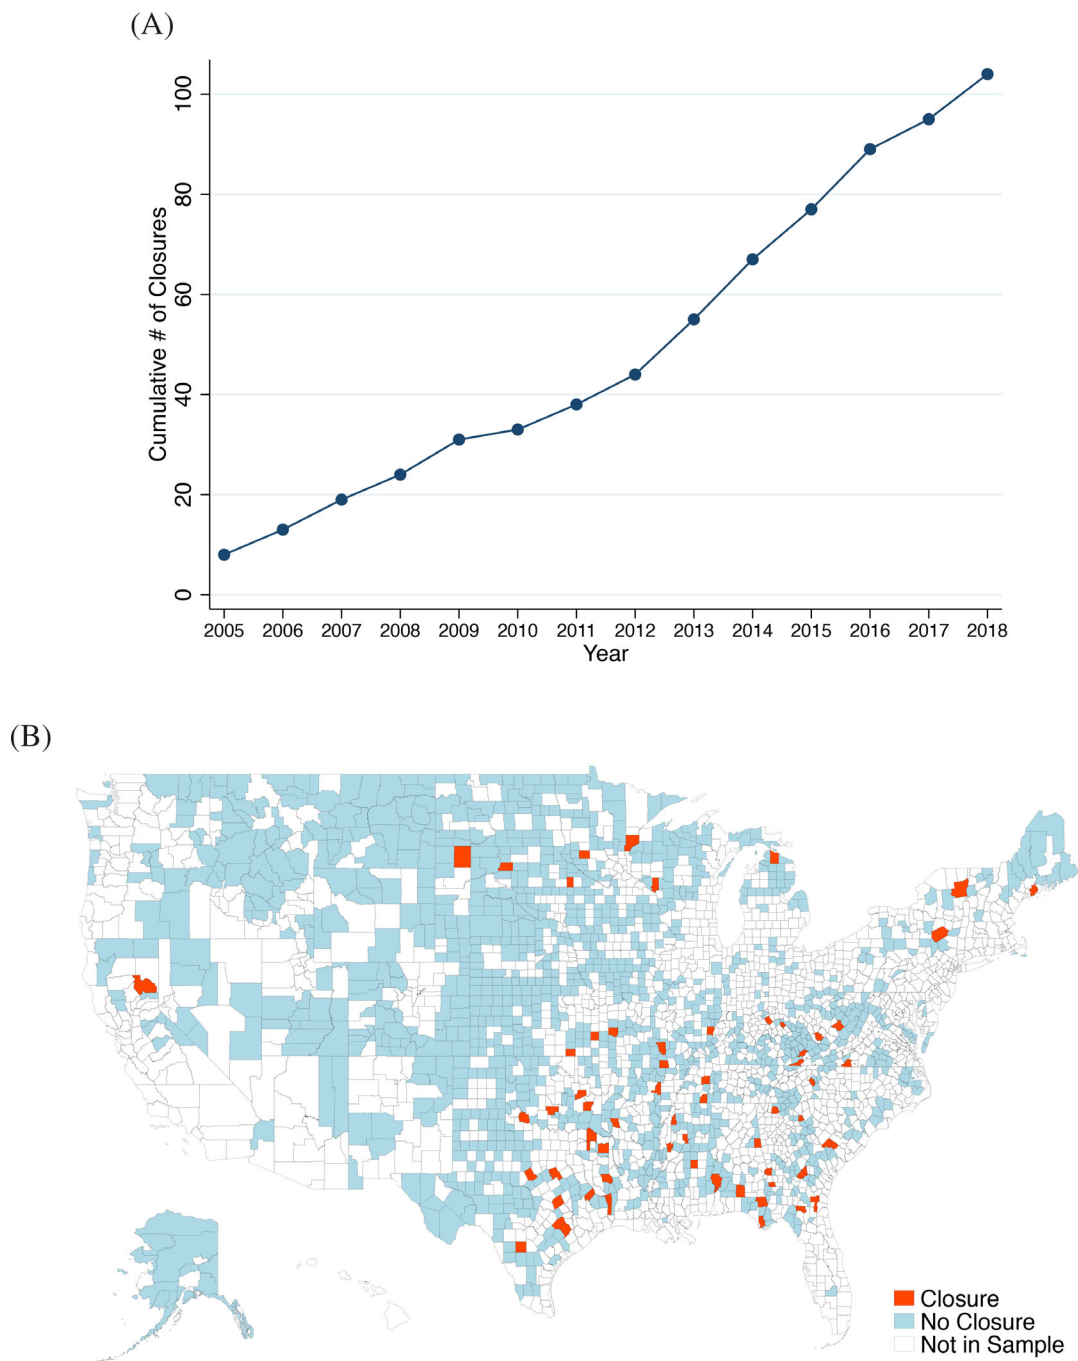 (A)
Cumulative # of Closures
100
80
60
40
20
0
2005 2006 2007 2008 2009 2010 2011 2012 2013 2014 2015 2016 2017 2018
Year
(B)
Closure
No Closure
Not in Sample